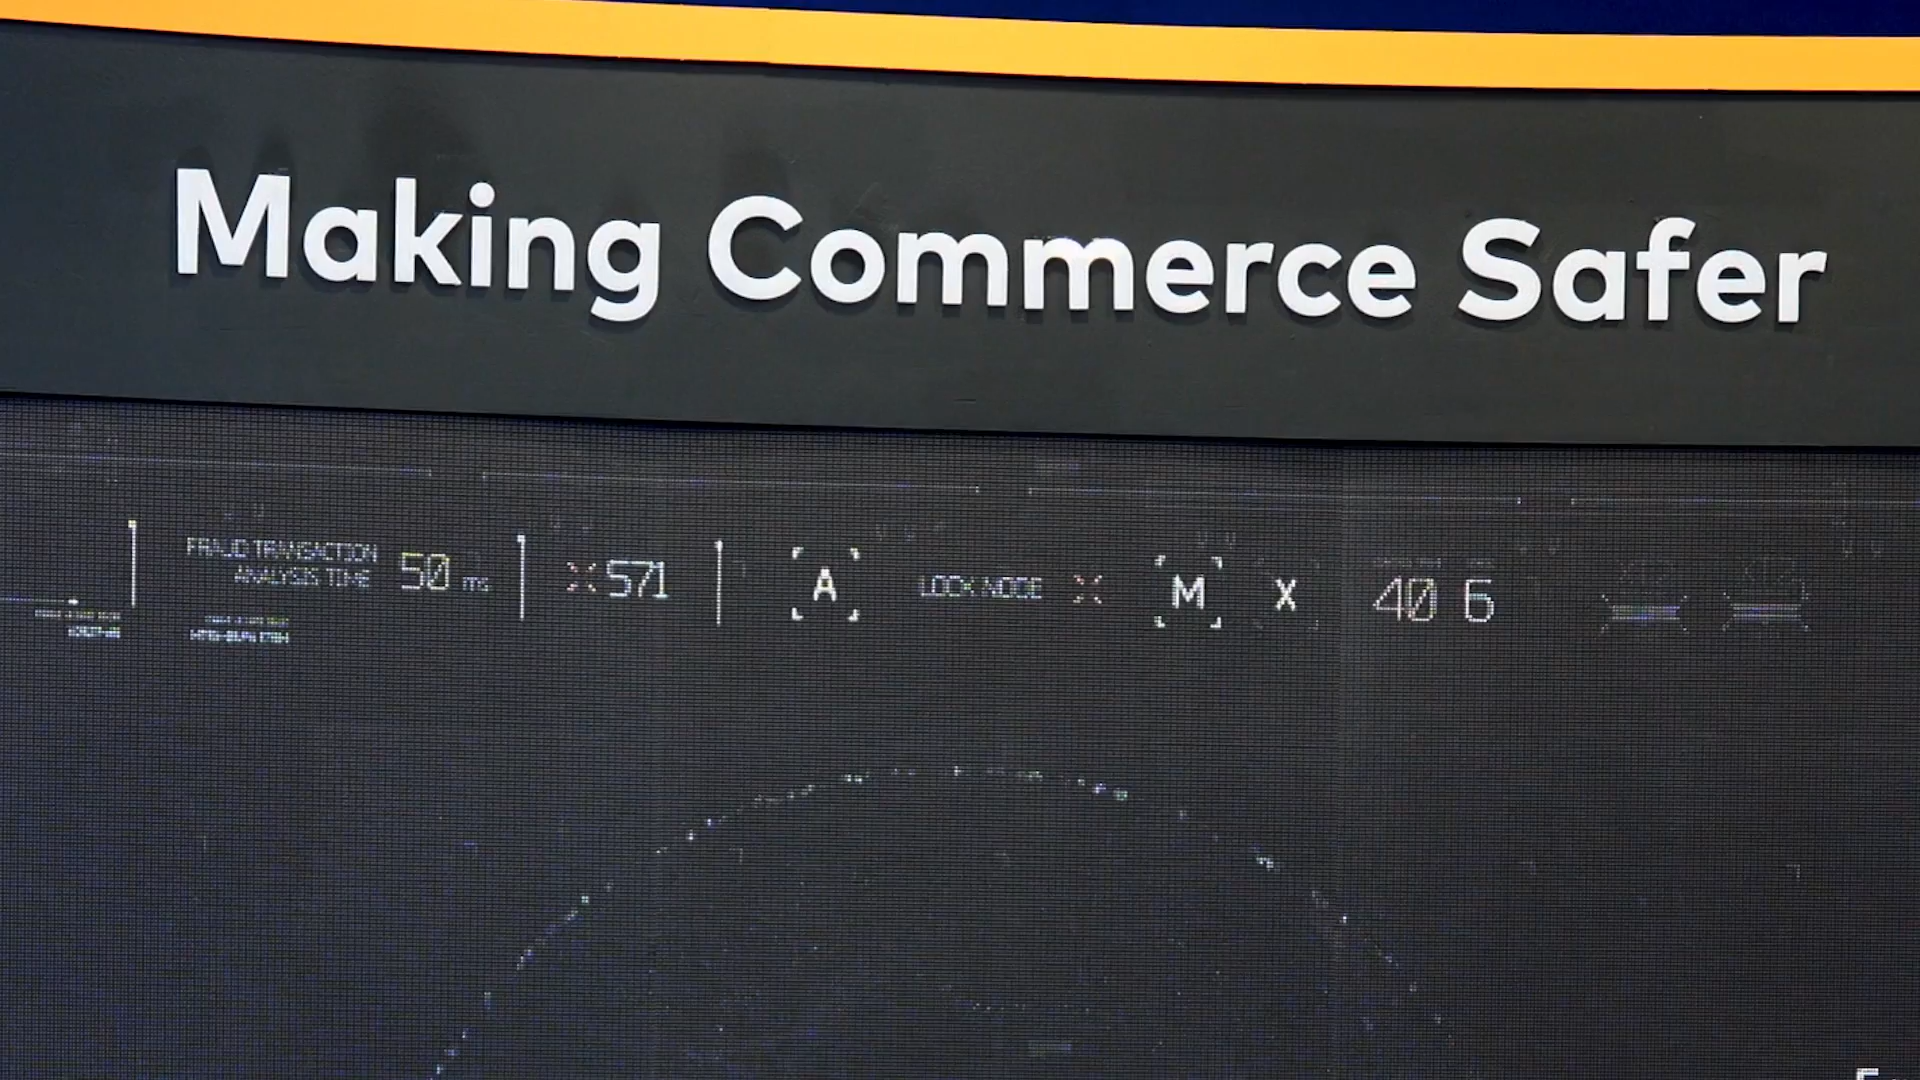 Making Commerce Safer
FRAUD TRANSACTION
ANALYSIS TIME
50 ms
X 571
A
LOCK NODE X
M
X
40 6